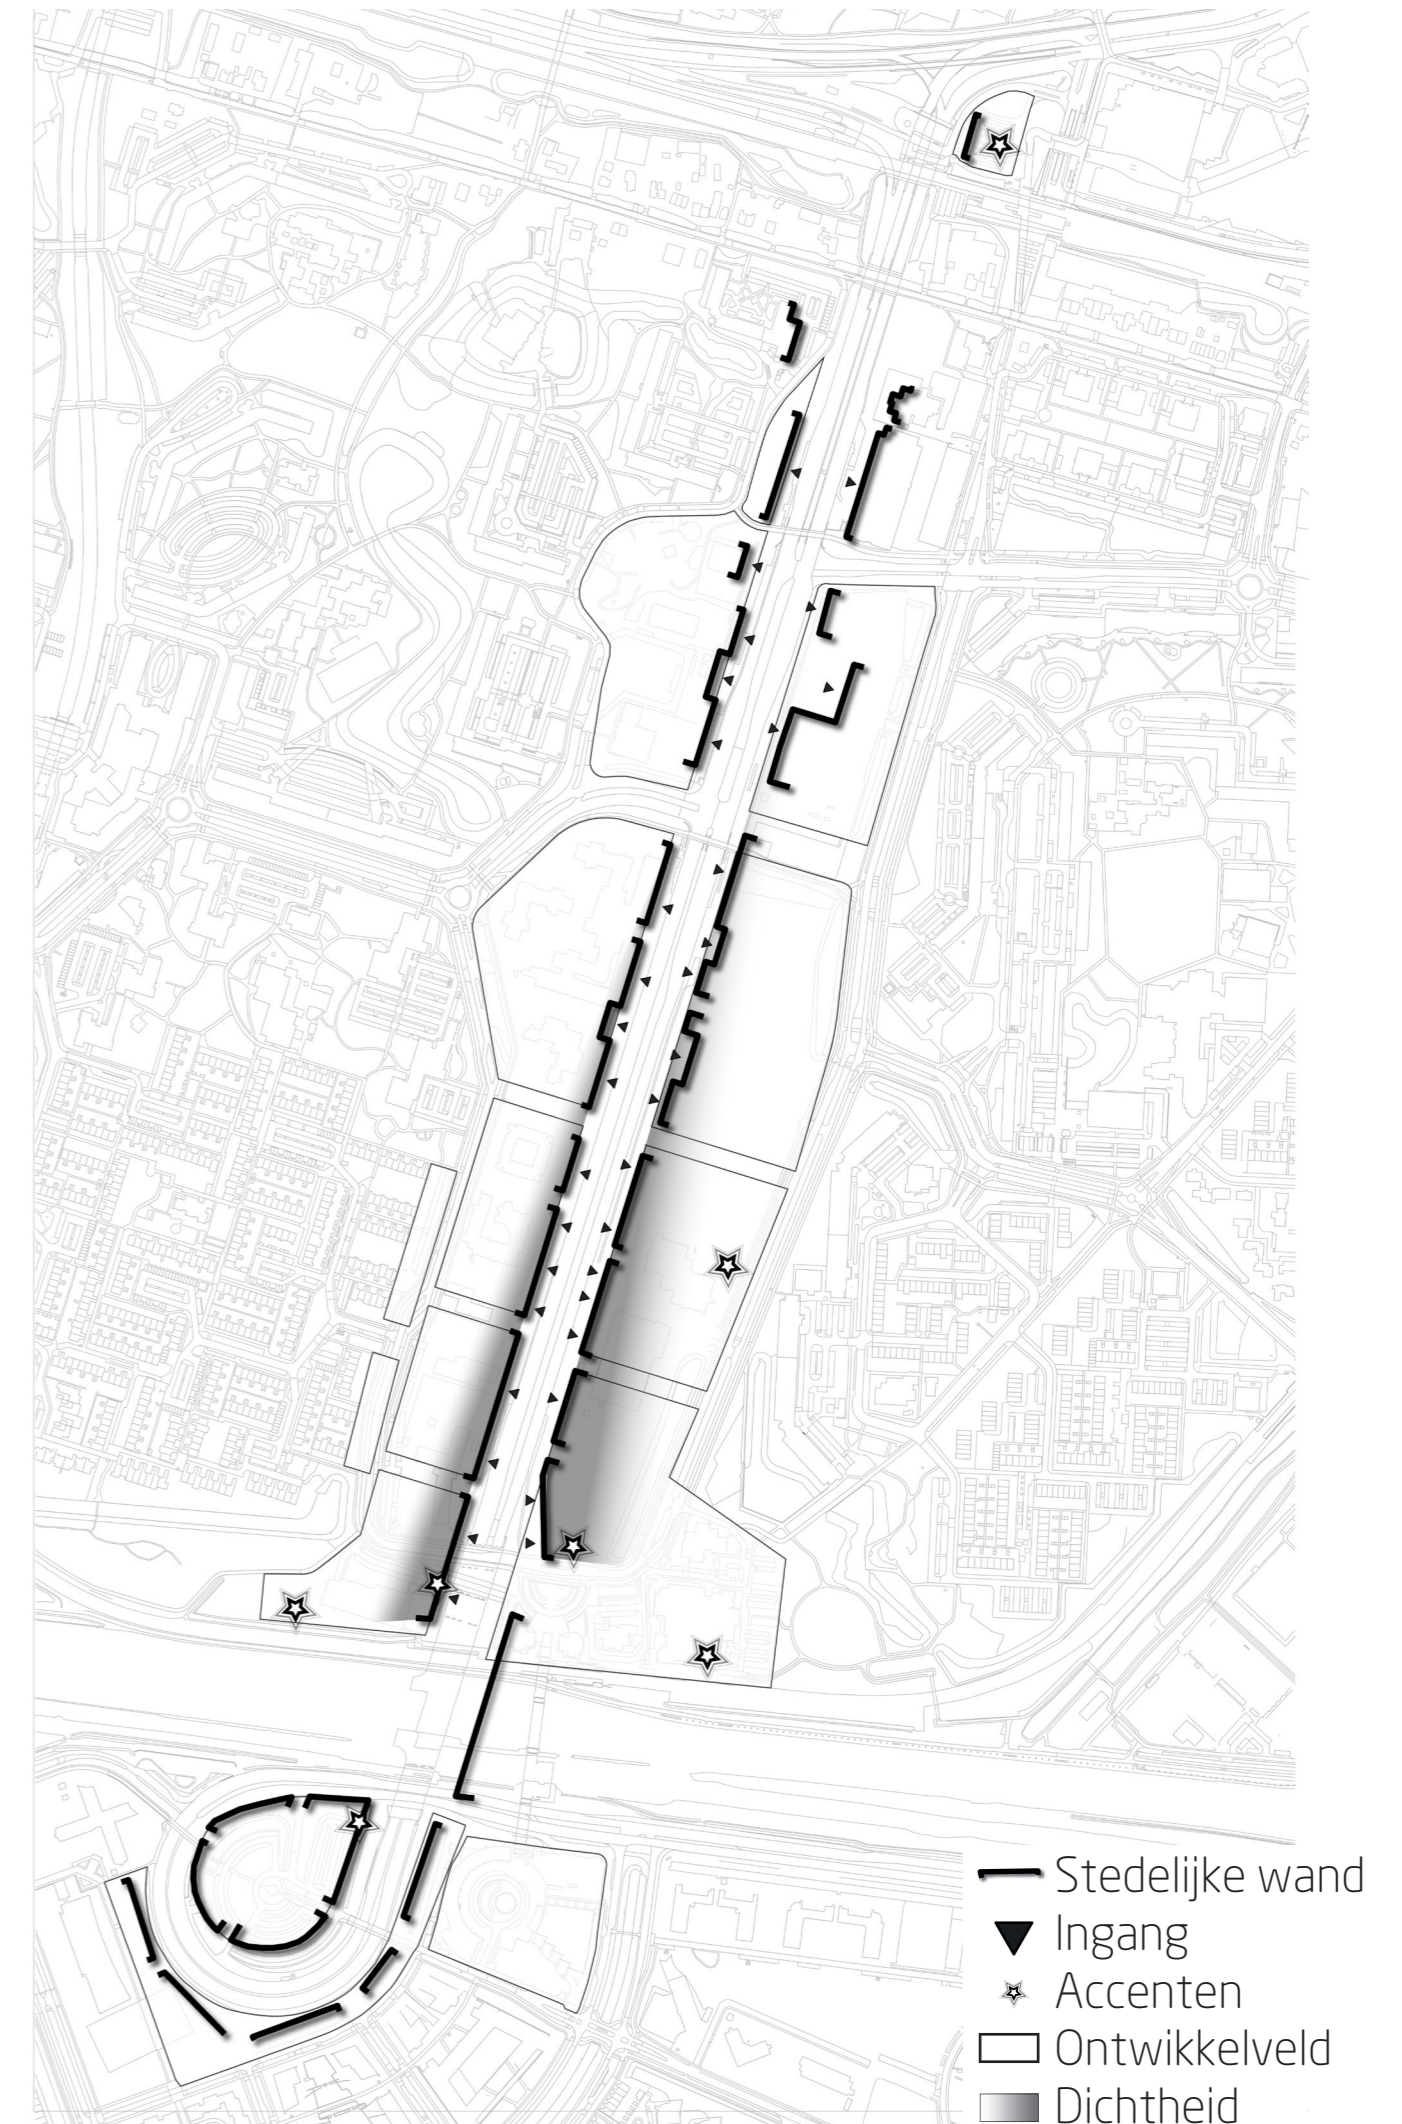 Stedelijke wand
Ingang
Accenten
Ontwikkelveld
Dichtheid